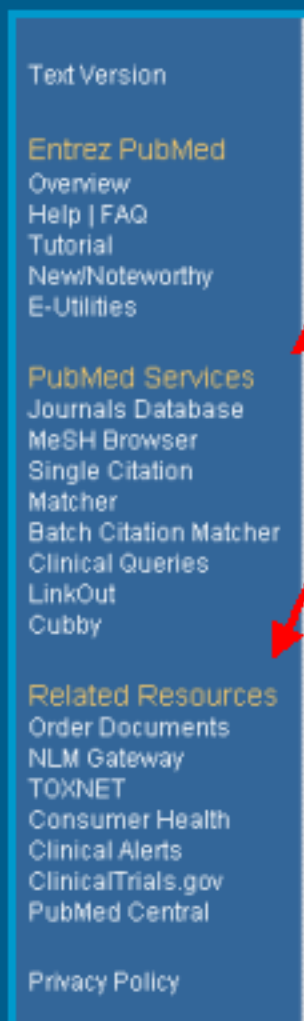 Text Version
Entrez PubMed
Overview
Help | FAQ
Tutorial
New/Noteworthy
E-Utilities
PubMed Services
Journals Database
MeSH Browser
Single Citation
Matcher
Batch Citation Matcher
Clinical Queries
LinkOut
Cubby
Related Resources
Order Documents
NLM Gateway
TOXNET
Consumer Health
Clinical Alerts
ClinicalTrials.gov
PubMed Central
Privacy Policy